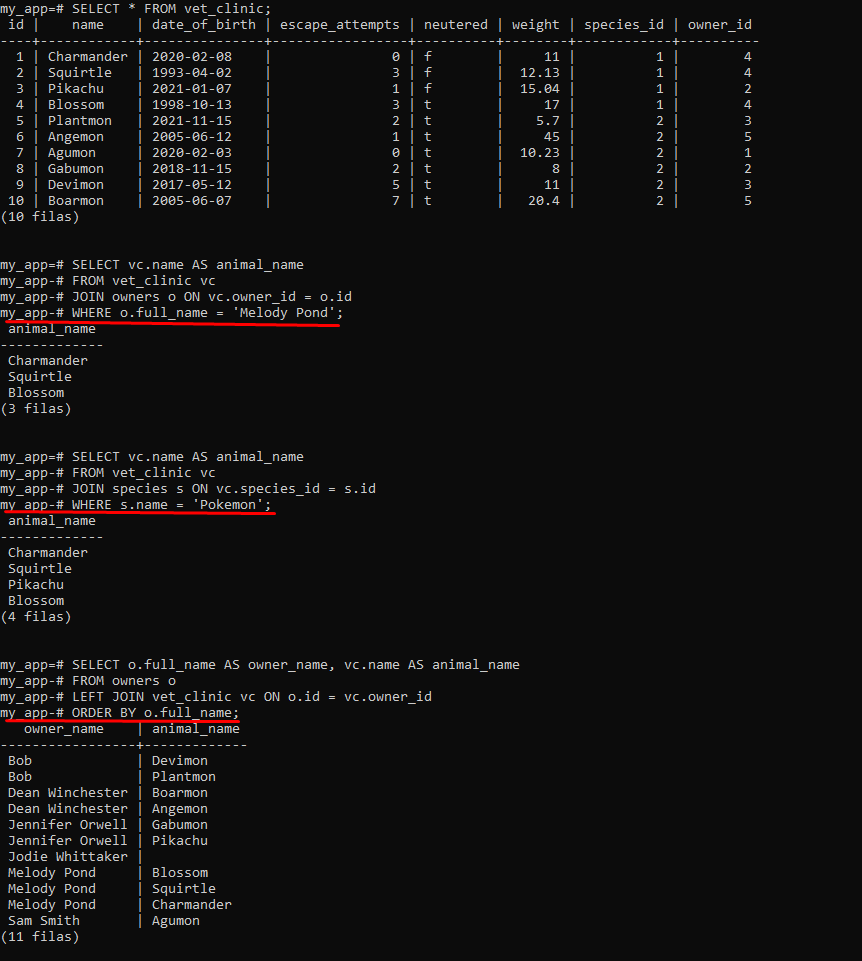 my_app=# SELECT * FROM vet_clinic;
 id |    name    | date_of_birth | escape_attempts | neutered | weight | species_id | owner_id
----+------------+---------------+-----------------+----------+--------+------------+----------
  1 | Charmander | 2020-02-08    |               0 | f        |     11 |          1 |        4
  2 | Squirtle   | 1993-04-02    |               3 | f        |  12.13 |          1 |        4
  3 | Pikachu    | 2021-01-07    |               1 | f        |  15.04 |          1 |        2
  4 | Blossom    | 1998-10-13    |               3 | t        |     17 |          1 |        4
  5 | Plantmon   | 2021-11-15    |               2 | t        |    5.7 |          2 |        3
  6 | Angemon    | 2005-06-12    |               1 | t        |     45 |          2 |        5
  7 | Agumon     | 2020-02-03    |               0 | t        |  10.23 |          2 |        1
  8 | Gabumon    | 2018-11-15    |               2 | t        |      8 |          2 |        2
  9 | Devimon    | 2017-05-12    |               5 | t        |     11 |          2 |        3
 10 | Boarmon    | 2005-06-07    |               7 | t        |   20.4 |          2 |        5
(10 filas)
my_app=# SELECT vc.name AS animal_name
my_app-# FROM vet_clinic vc
my_app-# JOIN owners o ON vc.owner_id = o.id
my_app-# WHERE o.full_name = 'Melody Pond';
 animal_name
-------------
 Charmander
 Squirtle
 Blossom
(3 filas)
my_app=# SELECT vc.name AS animal_name
my_app-# FROM vet_clinic vc
my_app-# JOIN species s ON vc.species_id = s.id
my_app-# WHERE s.name = 'Pokemon';
 animal_name
-------------
 Charmander
 Squirtle
 Pikachu
 Blossom
(4 filas)
my_app=# SELECT o.full_name AS owner_name, vc.name AS animal_name
my_app-# FROM owners o
my_app-# LEFT JOIN vet_clinic vc ON o.id = vc.owner_id
my_app-# ORDER BY o.full_name;
   owner_name    | animal_name
-----------------+-------------
 Bob             | Devimon
 Bob             | Plantmon
 Dean Winchester | Boarmon
 Dean Winchester | Angemon
 Jennifer Orwell | Gabumon
 Jennifer Orwell | Pikachu
 Jodie Whittaker |
 Melody Pond     | Blossom
 Melody Pond     | Squirtle
 Melody Pond     | Charmander
 Sam Smith       | Agumon
(11 filas)